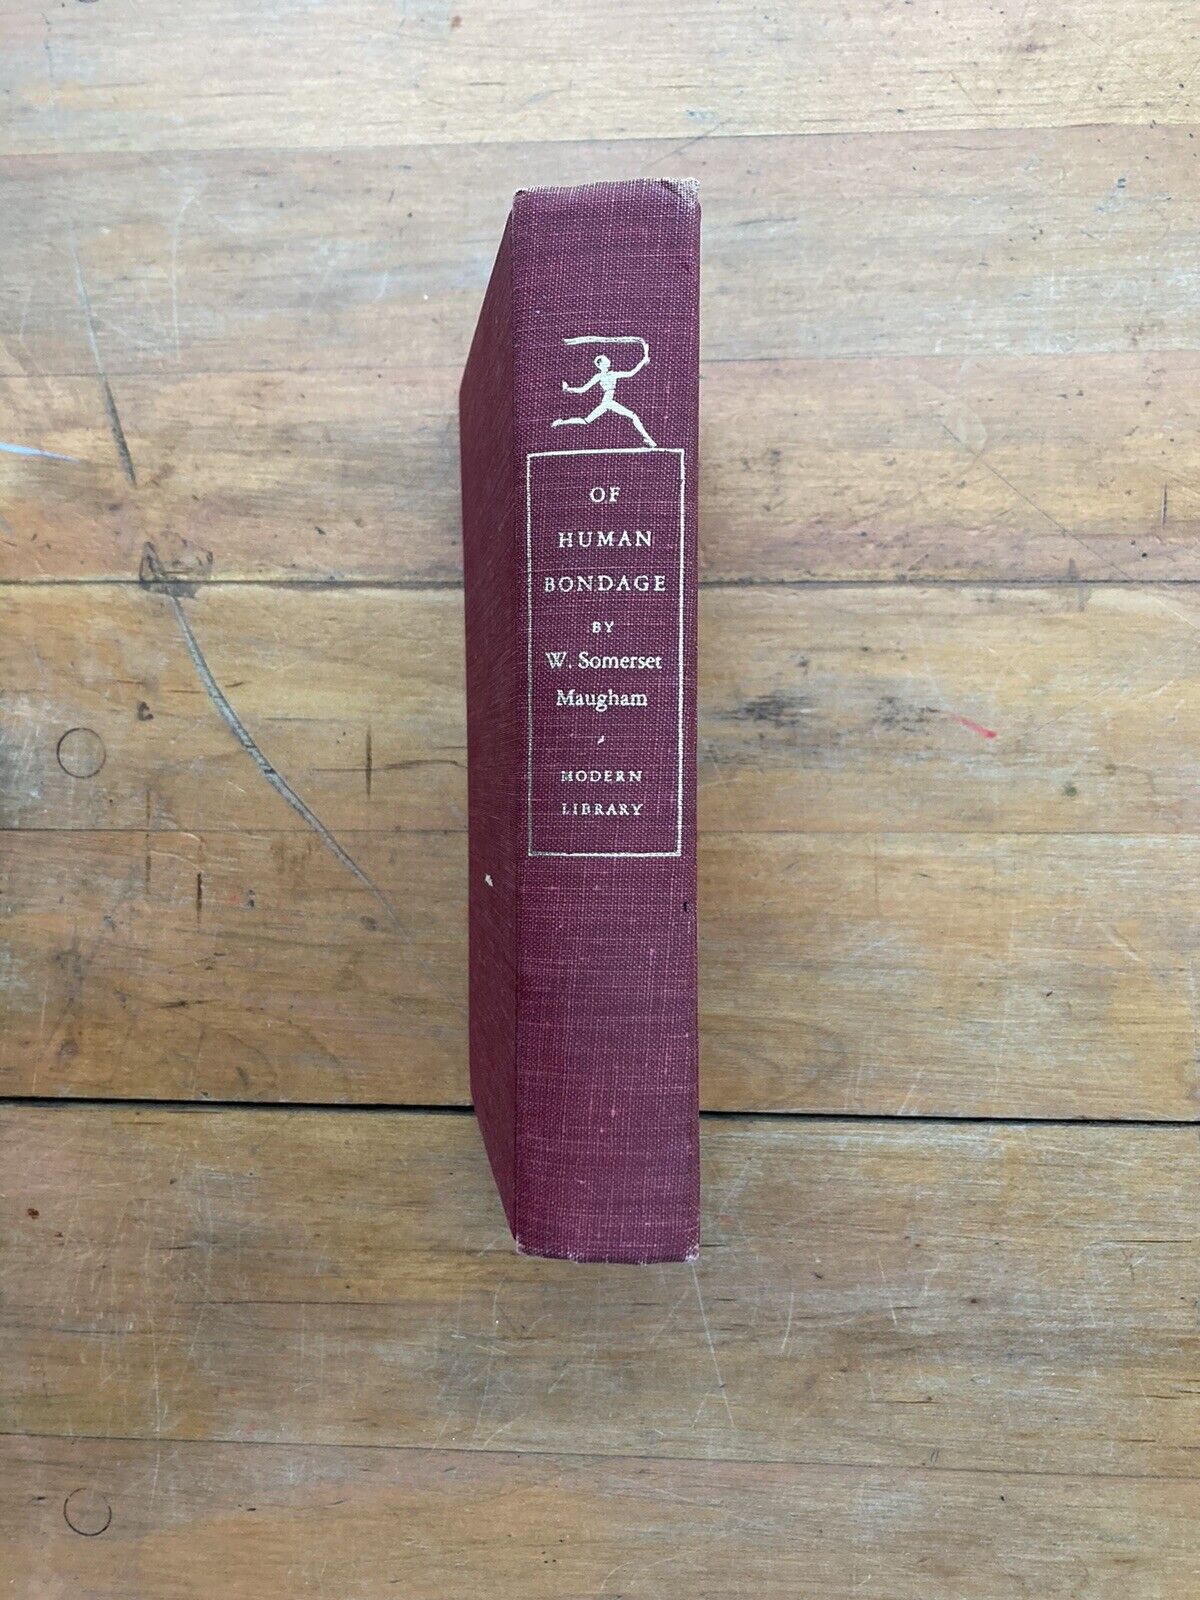 OF
HUMAN
BONDAGE
BY
W. Somerset
Maugham
MODERN
LIBRARY